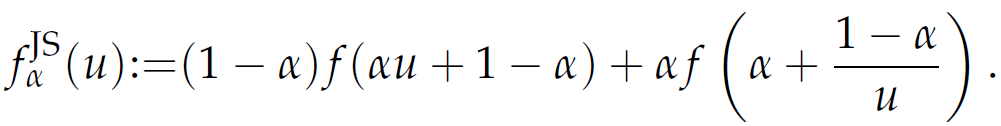 f_α^JS(u):=(1 − α)f(αu + 1 − α) + αf(α + (1 − α)/u).